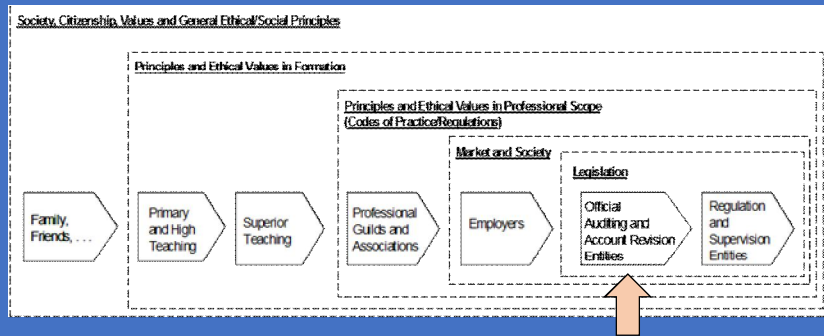 Society, Citizenship, Values and General Ethical/Social Principles
Principles and Ethical Values in Formation
Principles and Ethical Values in Professional Scope
(Codes of Practice/Regulations)
Market and Society
Legislation
Family,
Friends, ...
Primary
and High
Teaching
Superior
Teaching
Professional
Guilds and
Associations
Employers
Official
Auditing and
Account Revision
Entities
Regulation
and
Supervision
Entities